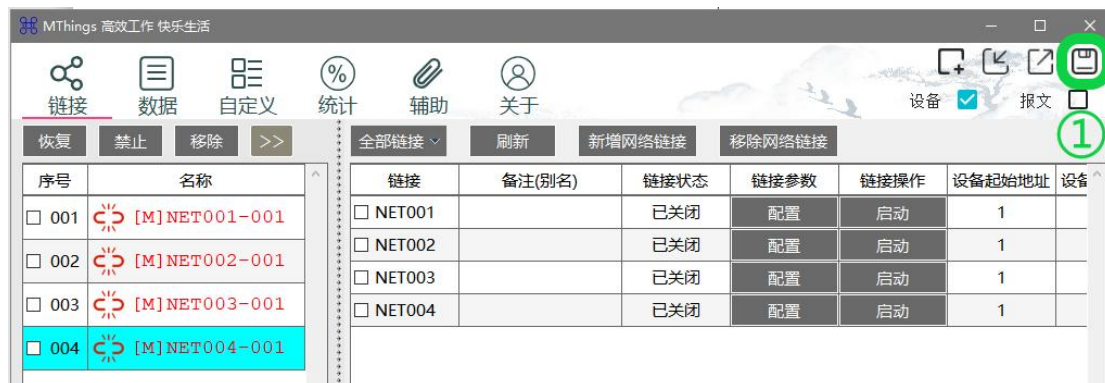 MThings 高效工作 快乐生活
链接 数据 自定义 统计 辅助 关于
设备 报文
①
恢复 禁止 移除 >> 全部链接 刷新 新增网络链接 移除网络链接
序号 名称 链接 备注(别名) 链接状态 链接参数 链接操作 设备起始地址 设备
001 [M]NET001-001 NET001 已关闭 配置 启动 1
002 [M]NET002-001 NET002 已关闭 配置 启动 1
003 [M]NET003-001 NET003 已关闭 配置 启动 1
004 [M]NET004-001 NET004 已关闭 配置 启动 1